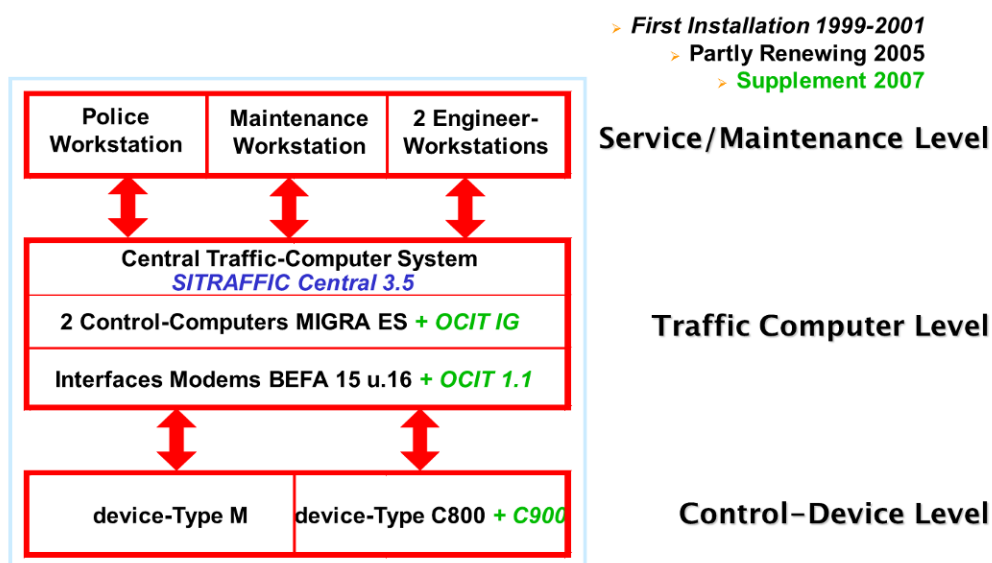 First Installation 1999-2001
Partly Renewing 2005
Supplement 2007
Police
Workstation
Maintenance
Workstation
2 Engineer-
Workstations
Service/Maintenance Level
Central Traffic-Computer System
SITRAFFIC Central 3.5
2 Control-Computers MIGRA ES + OCIT IG
Traffic Computer Level
Interfaces Modems BEFA 15 u.16 + OCIT 1.1
device-Type M
device-Type C800 + C900
Control-Device Level